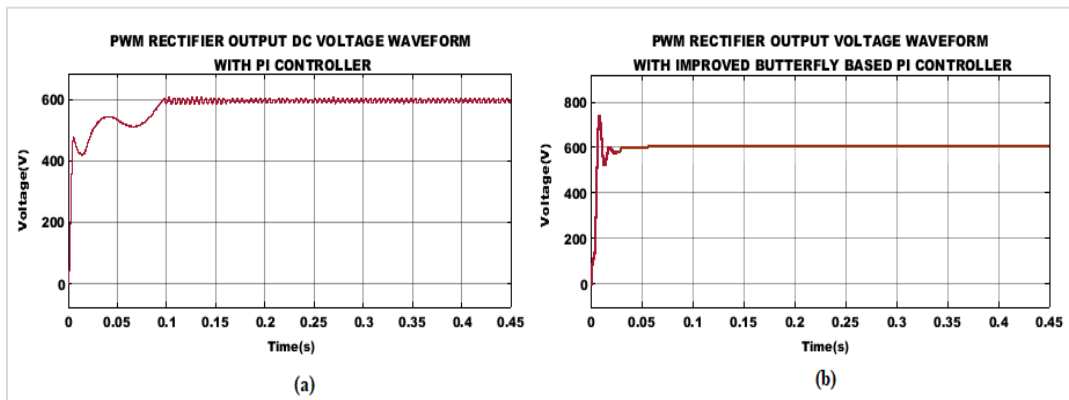 PWM RECTIFIER OUTPUT DC VOLTAGE WAVEFORM
WITH PI CONTROLLER
Voltage(V)
600
400
200
0
0 0.05 0.1 0.15 0.2 0.25 0.3 0.35 0.4 0.45
Time(s)
(a)
PWM RECTIFIER OUTPUT VOLTAGE WAVEFORM
WITH IMPROVED BUTTERFLY BASED PI CONTROLLER
Voltage(V)
800
600
400
200
0
0 0.05 0.1 0.15 0.2 0.25 0.3 0.35 0.4 0.45
Time(s)
(b)